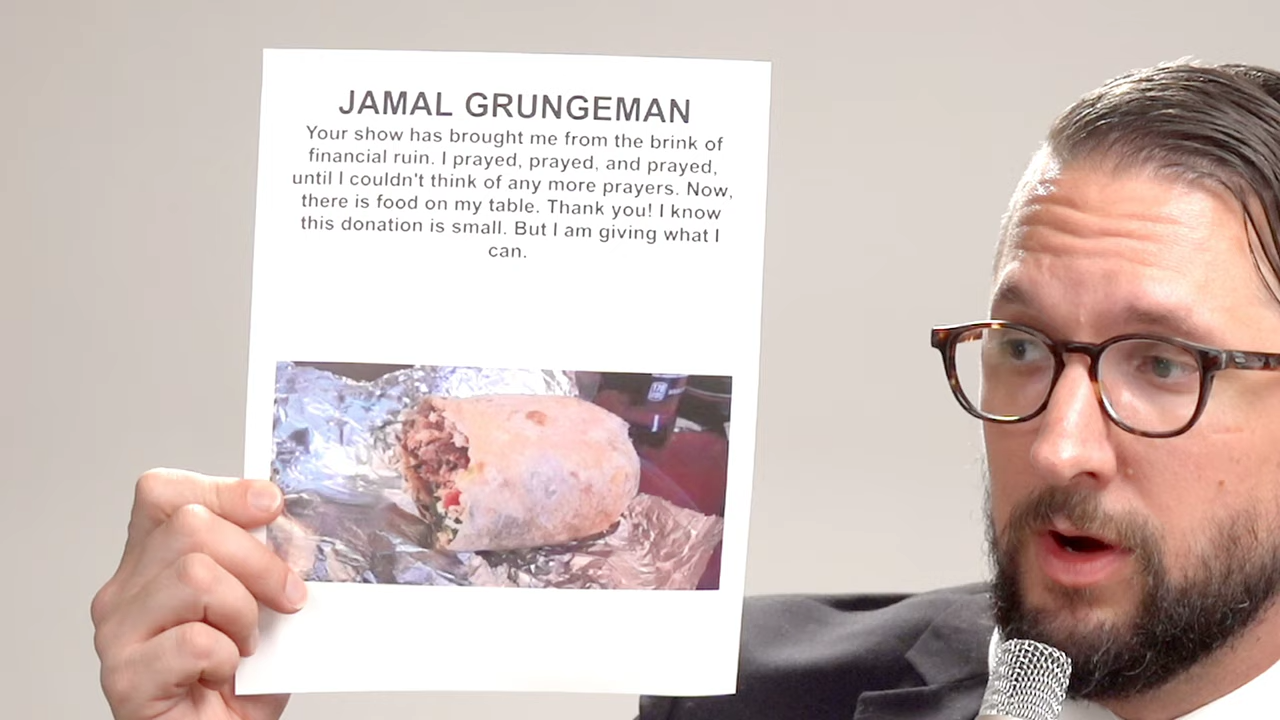 JAMAL GRUNGEMAN
Your show has brought me from the brink of
financial ruin. I prayed, prayed, and prayed,
until I couldn't think of any more prayers. Now,
there is food on my table. Thank you! I know
this donation is small. But I am giving what I
can.